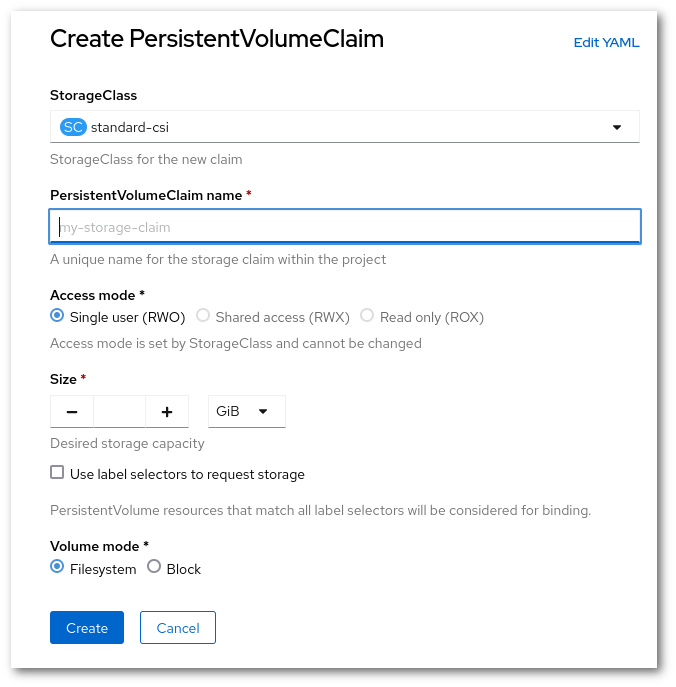 Create PersistentVolumeClaim
Edit YAML
StorageClass
SC standard-csi
StorageClass for the new claim
PersistentVolumeClaim name *
my-storage-claim
A unique name for the storage claim within the project
Access mode *
Single user (RWO) Shared access (RWX) Read only (ROX)
Access mode is set by StorageClass and cannot be changed
Size *
− + GiB
Desired storage capacity
Use label selectors to request storage
PersistentVolume resources that match all label selectors will be considered for binding.
Volume mode *
Filesystem Block
Create Cancel